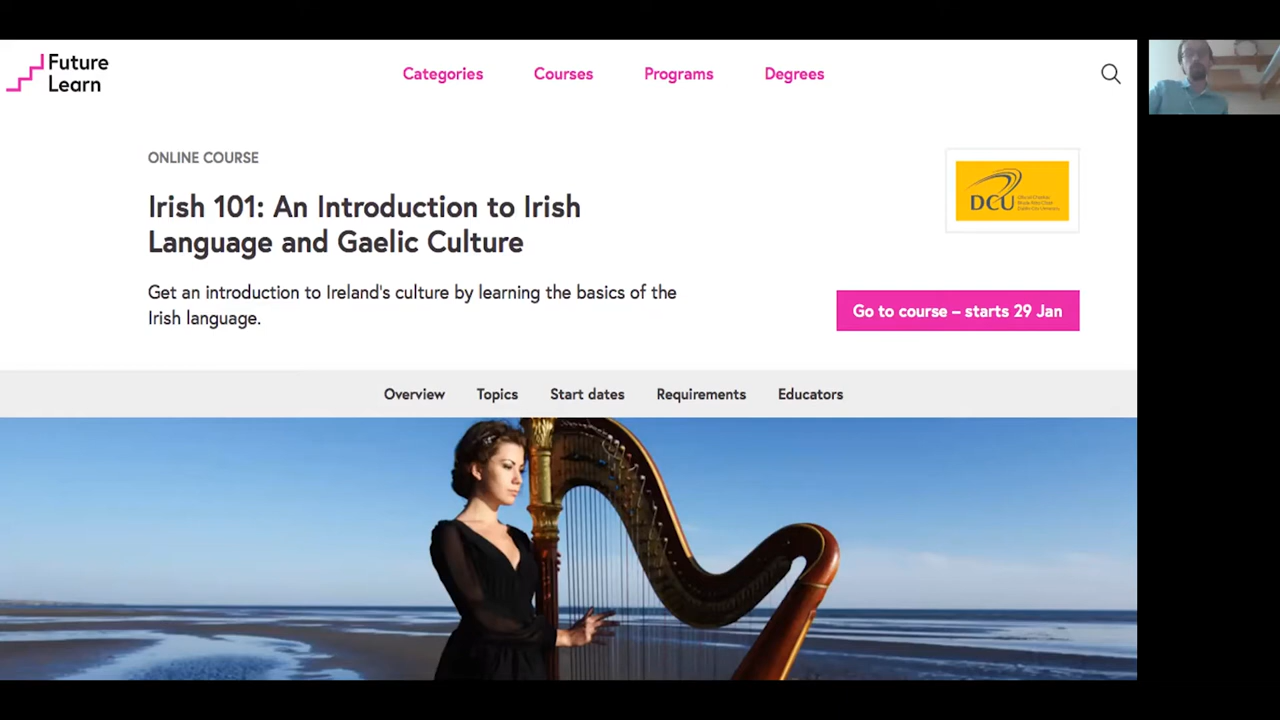 Future
Learn
Categories
Courses
Programs
Degrees
ONLINE COURSE
Irish 101: An Introduction to Irish
Language and Gaelic Culture
Get an introduction to Ireland's culture by learning the basics of the
Irish language.
DCU
Go to course – starts 29 Jan
Overview
Topics
Start dates
Requirements
Educators